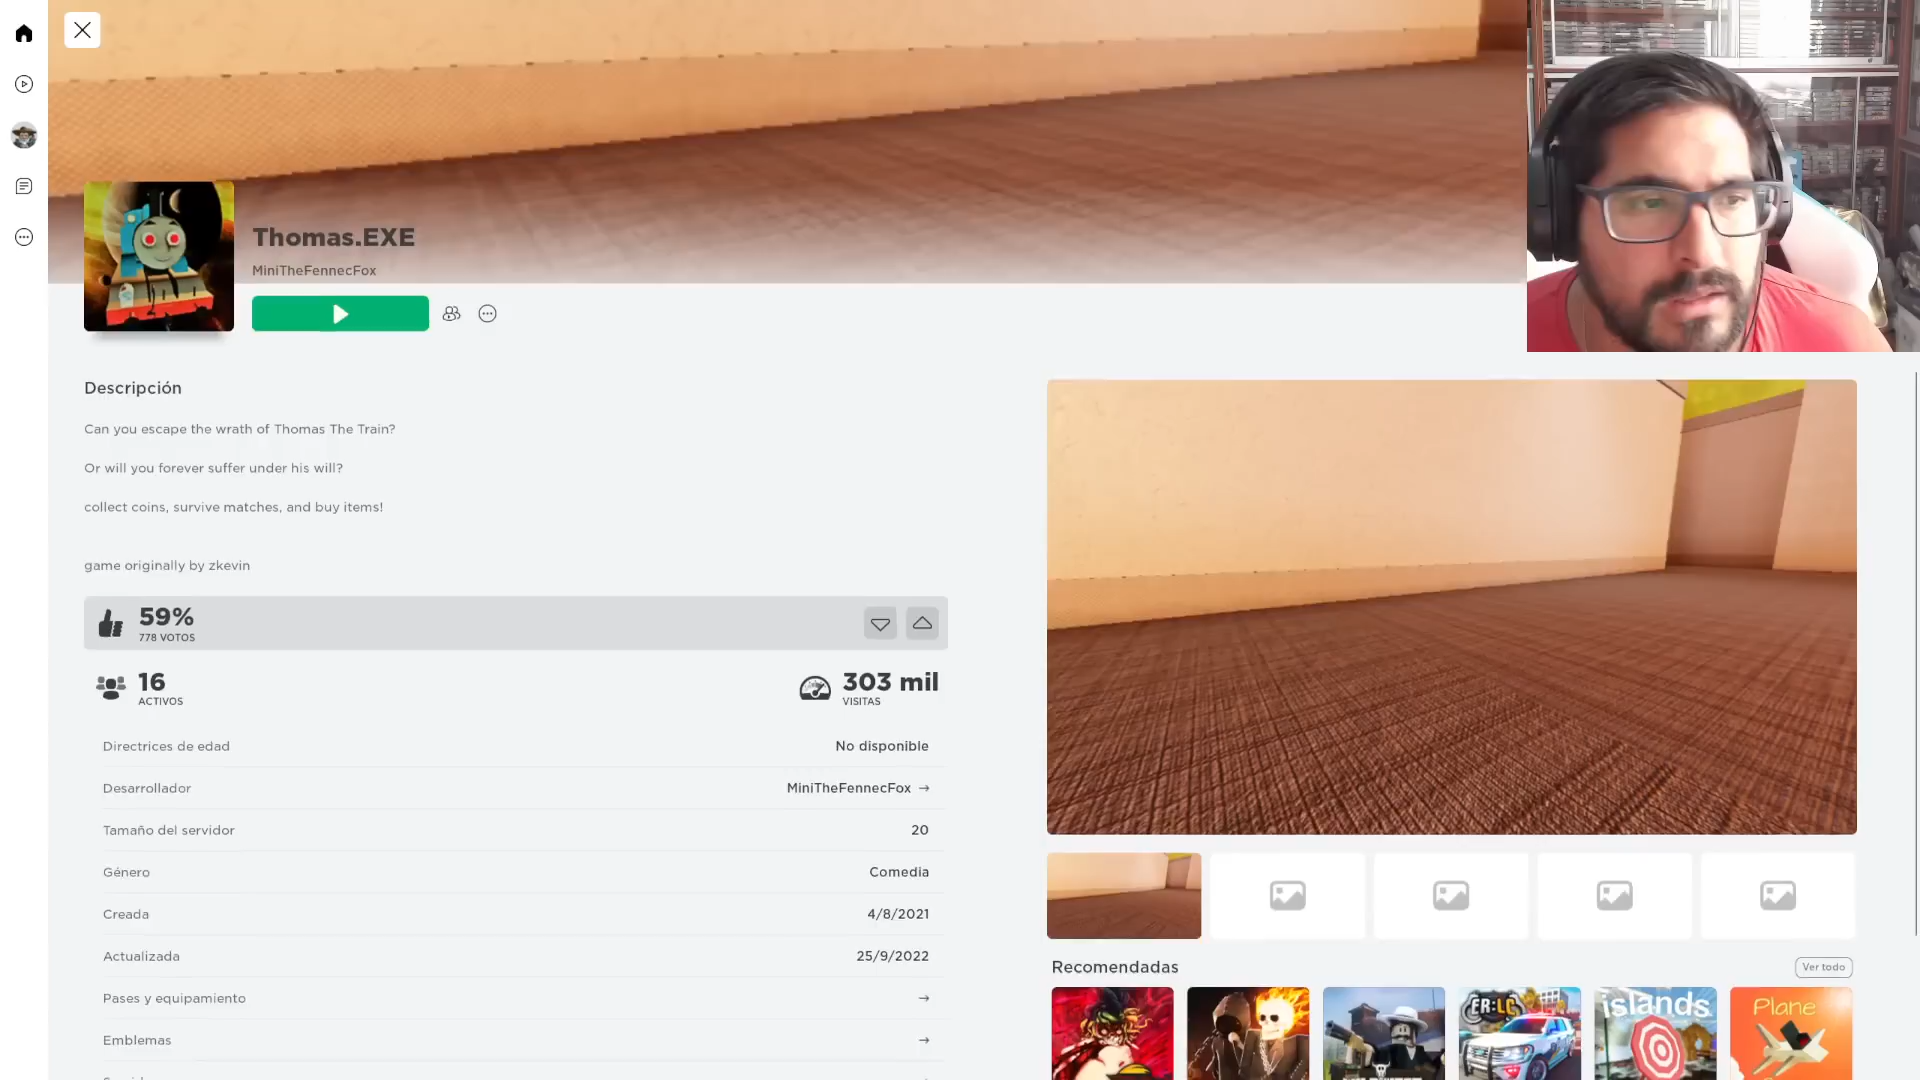 Thomas.EXE
MiniTheFennecFox
Descripción
Can you escape the wrath of Thomas The Train?
Or will you forever suffer under his will?
collect coins, survive matches, and buy items!
game originally by zkevin
59%
778 VOTOS
16
ACTIVOS
303 mil
VISITAS
Directrices de edad No disponible
Desarrollador MiniTheFennecFox →
Tamaño del servidor 20
Género Comedia
Creada 4/8/2021
Actualizada 25/9/2022
Pases y equipamiento →
Emblemas →
Recomendadas
Ver todo
ER:LC
islands
Plane